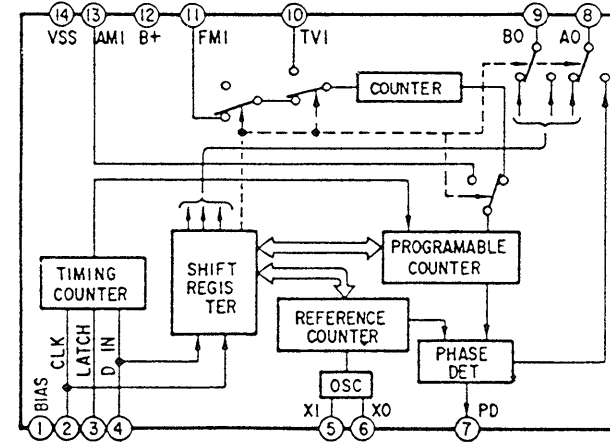 14 13 12 11 10 9 8
VSS AMI B+ FMI TVI BO AO
COUNTER
TIMING
COUNTER
SHIFT
REGIS
TER
PROGRAMABLE
COUNTER
REFERENCE
COUNTER
PHASE
DET
OSC
BIAS
CLK
LATCH
D IN
XI XO PD
1 2 3 4 5 6 7